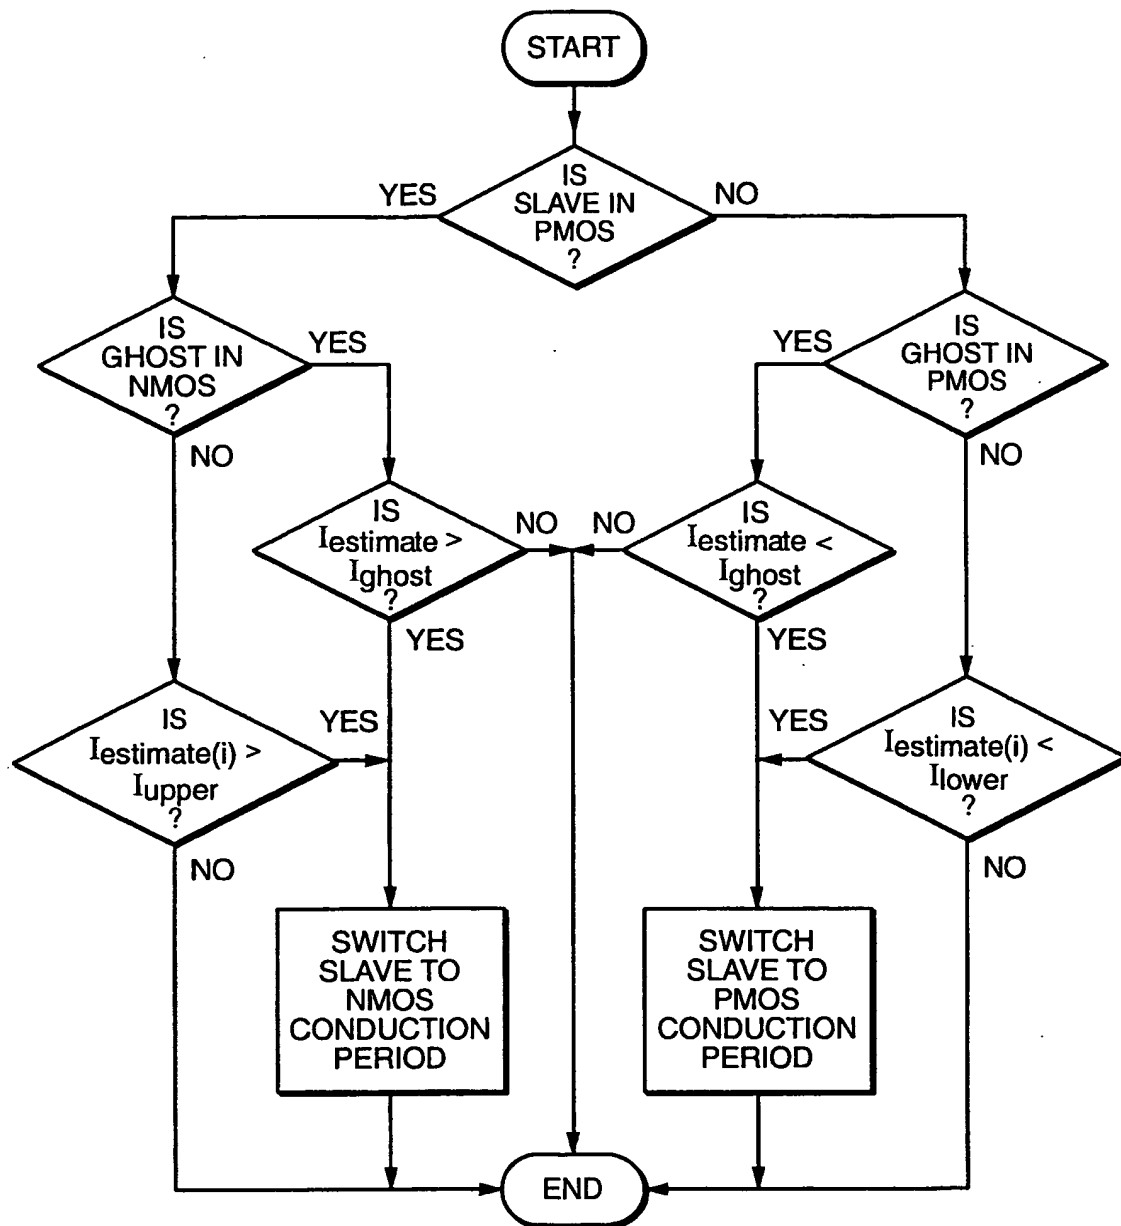 START
IS
SLAVE IN
PMOS
?
YES
NO
IS
GHOST IN
NMOS
?
YES
NO
IS
GHOST IN
PMOS
?
YES
NO
IS
Iestimate >
Ighost
?
NO
YES
IS
Iestimate <
Ighost
?
NO
YES
IS
Iestimate(i) >
Iupper
?
YES
NO
IS
Iestimate(i) <
Ilower
?
YES
NO
SWITCH
SLAVE TO
NMOS
CONDUCTION
PERIOD
SWITCH
SLAVE TO
PMOS
CONDUCTION
PERIOD
END